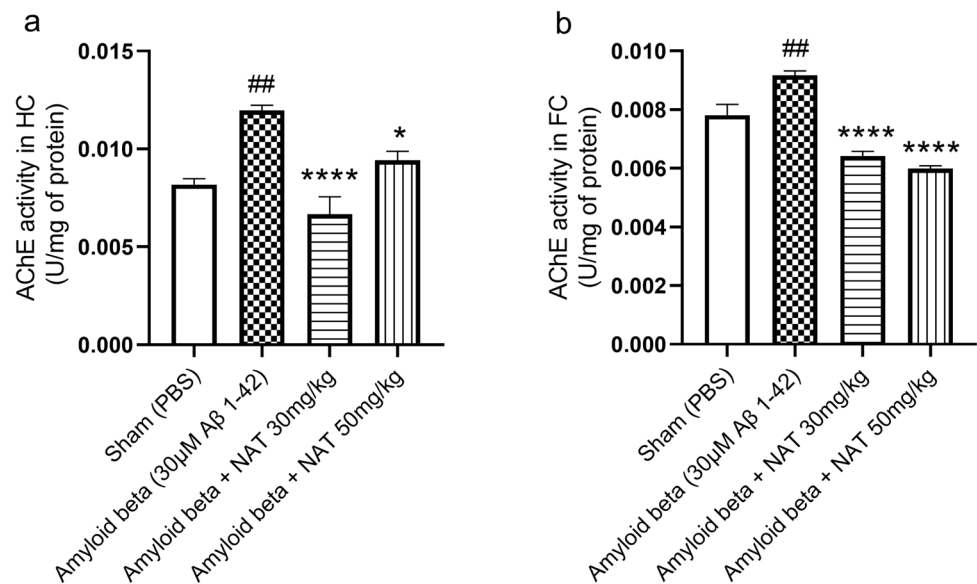 a
AChE activity in HC
(U/mg of protein)
0.015
0.010
0.005
0.000
##
****
*
Sham (PBS)
Amyloid beta (30µM Aβ 1-42)
Amyloid beta + NAT 30mg/kg
Amyloid beta + NAT 50mg/kg
b
AChE activity in FC
(U/mg of protein)
0.010
0.008
0.006
0.004
0.002
0.000
##
****
****
Sham (PBS)
Amyloid beta (30µM Aβ 1-42)
Amyloid beta + NAT 30mg/kg
Amyloid beta + NAT 50mg/kg